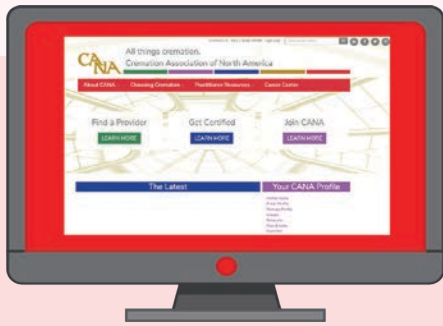 CANA
All things cremation.
Cremation Association of North America
About CANA Choosing Cremation Practitioner Resources Career Center
Find a Provider Get Certified Join CANA
LEARN MORE LEARN MORE LEARN MORE
The Latest Your CANA Profile